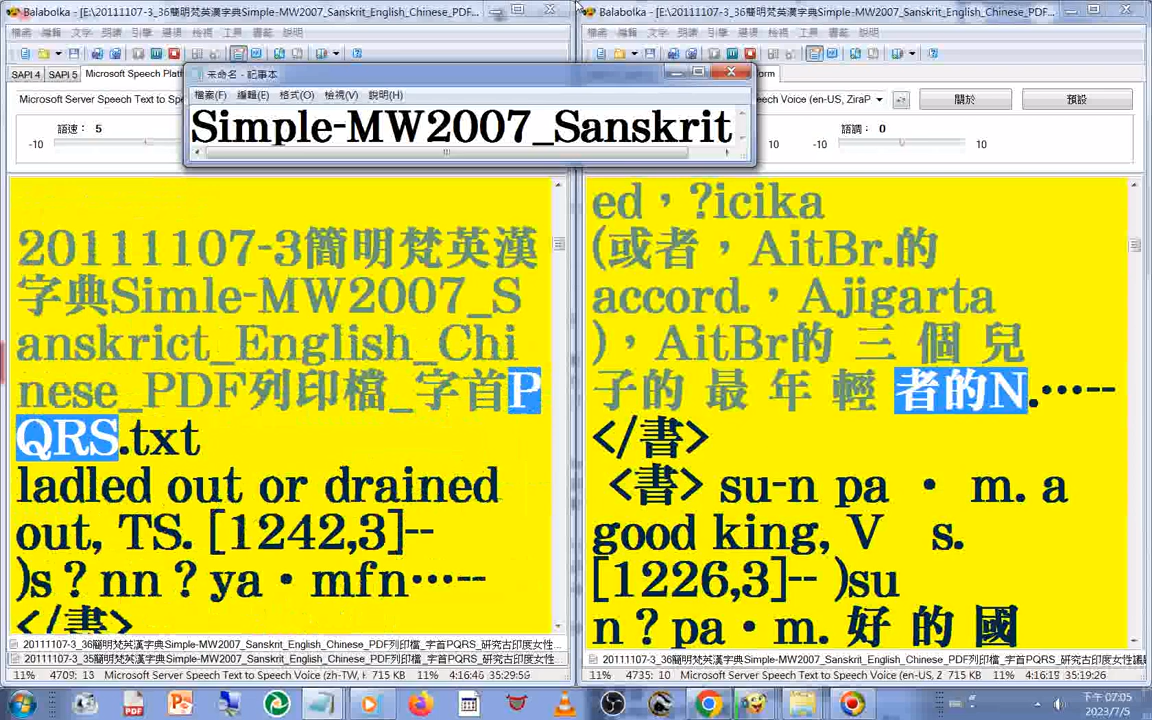 Balabolka - [E:\20111107-3_36簡明梵英漢字典Simple-MW2007_Sanskrit_English_Chinese_PDF...
Balabolka - [E:\20111107-3_36簡明梵英漢字典Simple-MW2007_Sanskrit_English_Chinese_PDF...
SAPI 4 SAPI 5 Microsoft Speech Platf
未命名 - 記事本
檔案(F) 編輯(E) 格式(O) 檢視(V) 說明(H)
Simple-MW2007_Sanskrit
Microsoft Server Speech Text to Spe
eech Voice (en-US, ZiraP
關於
預設
語速： 5
語調： 0
-10
10
-10
10
20111107-3簡明梵英漢
字典Simle-MW2007_S
anskrict_English_Chi
nese_PDF列印檔_字首P
QRS.txt
ladled out or drained
out, TS. [1242,3]--
)s？nn？ya・mfn…--
</書>
ed，?icika
(或者，AitBr.的
accord.，Ajigarta
)，AitBr的 三 個 兒
子的 最 年 輕 者的N.…--
</書>
<書> su-n pa ・ m. a
good king, V s.
[1226,3]-- )su
n？pa・m. 好 的 國
20111107-3_36簡明梵英漢字典Simple-MW2007_Sanskrit_English_Chinese_PDF列印檔_字首PQRS_研究古印度女性...
20111107-3_35簡明梵英漢字典Simple-MW2007_Sanskrit_English_Chinese_PDF列印檔_字首PQRS_研究古印度女性...
20111107-3_36簡明梵英漢字典Simple-MW2007_Sanskrit_English_Chinese_PDF列印檔_字首PQRS_研究古印度女性
11% 4709: 13 Microsoft Server Speech Text to Speech Voice (zh-TW, 715 KB 4:16:46 35:29:56
11% 4735: 10 Microsoft Server Speech Text to Speech Voice (en-US, Z 715 KB 4:16:19 35:19:26
下午 07:05
2023/7/5